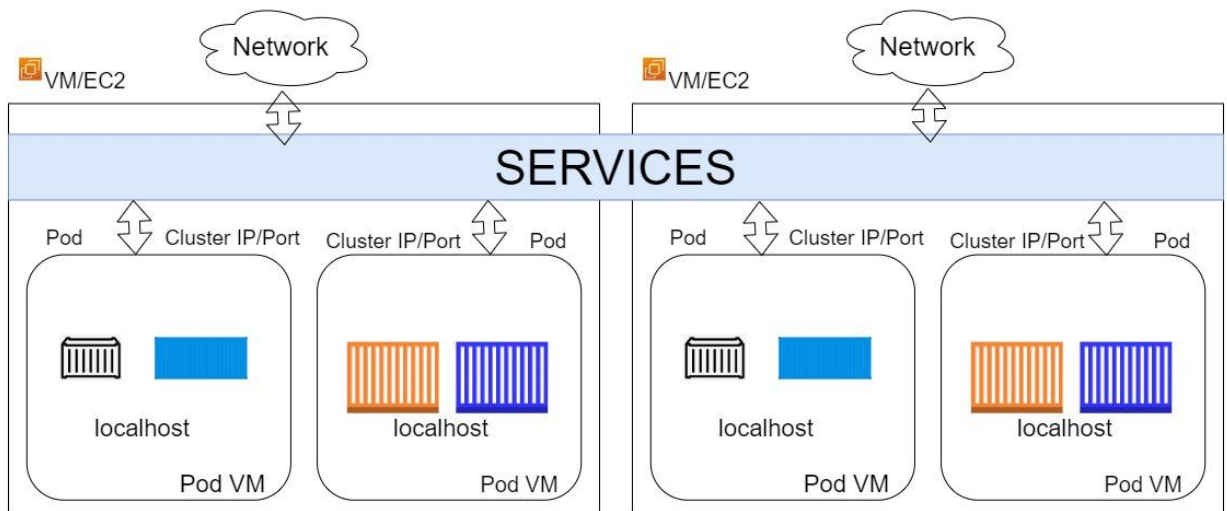 Network
Network
VM/EC2
VM/EC2
SERVICES
Pod
Cluster IP/Port
Cluster IP/Port
Pod
Pod
Cluster IP/Port
Cluster IP/Port
Pod
localhost
localhost
localhost
localhost
Pod VM
Pod VM
Pod VM
Pod VM